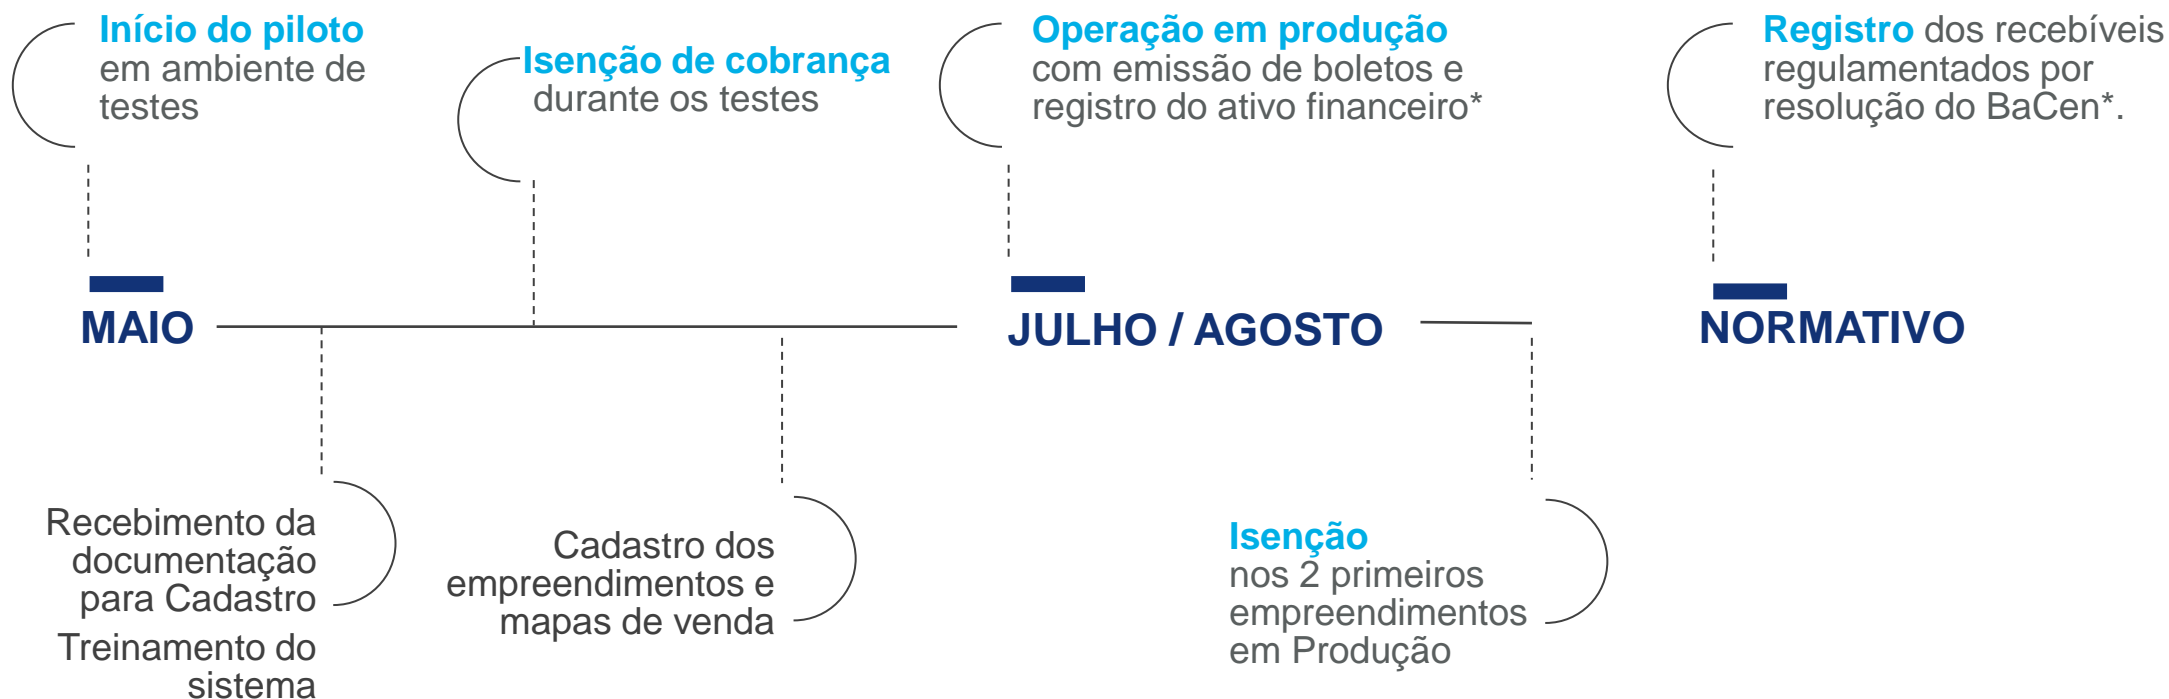 Início do piloto
em ambiente de
testes
Isenção de cobrança
durante os testes
Operação em produção
com emissão de boletos e
registro do ativo financeiro*
Registro dos recebíveis
regulamentados por
resolução do BaCen*.
MAIO
JULHO / AGOSTO
NORMATIVO
Recebimento da
documentação
para Cadastro
Treinamento do
sistema
Cadastro dos
empreendimentos e
mapas de venda
Isenção
nos 2 primeiros
empreendimentos
em Produção